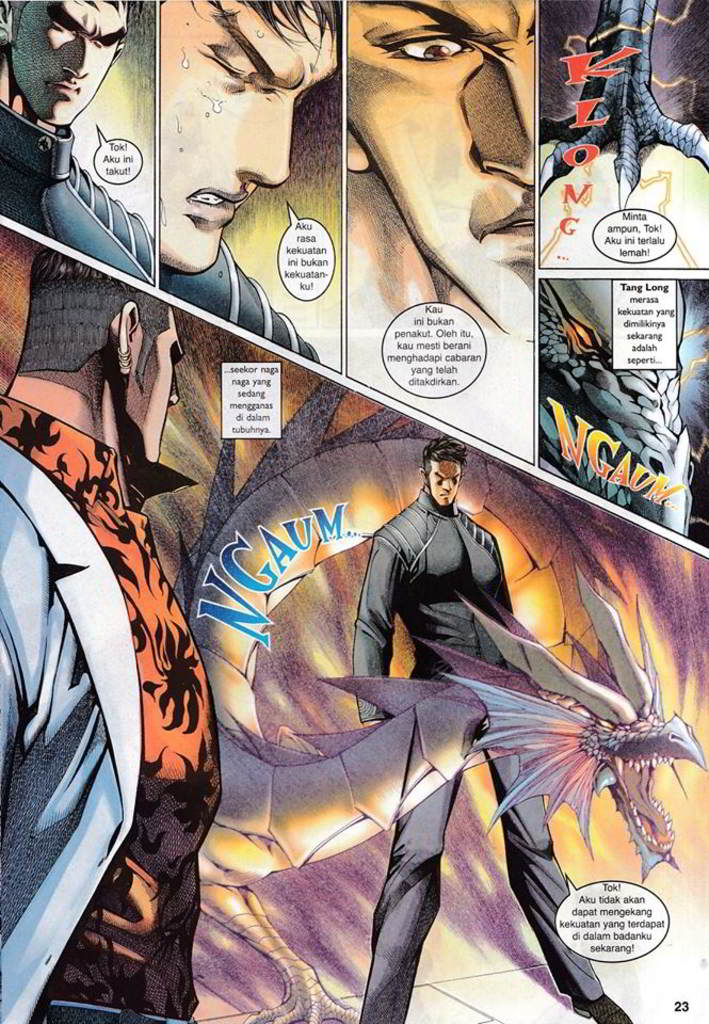 Tok!
Aku ini
takut!
Aku
rasa
kekuatan
ini bukan
kekuatan-
ku!
Kau
ini bukan
penakut. Oleh itu,
kau mesti berani
menghadapi cabaran
yang telah
ditakdirkan.
KLONG...
Minta
ampun, Tok!
Aku ini terlalu
lemah!
Tang Long
merasa
kekuatan yang
dimilikinya
sekarang
adalah
seperti...
NGAUM...
...seekor naga
naga yang
sedang
mengganas
di dalam
tubuhnya.
NGAUM...
Tok!
Aku tidak akan
dapat mengekang
kekuatan yang terdapat
di dalam badanku
sekarang!
23